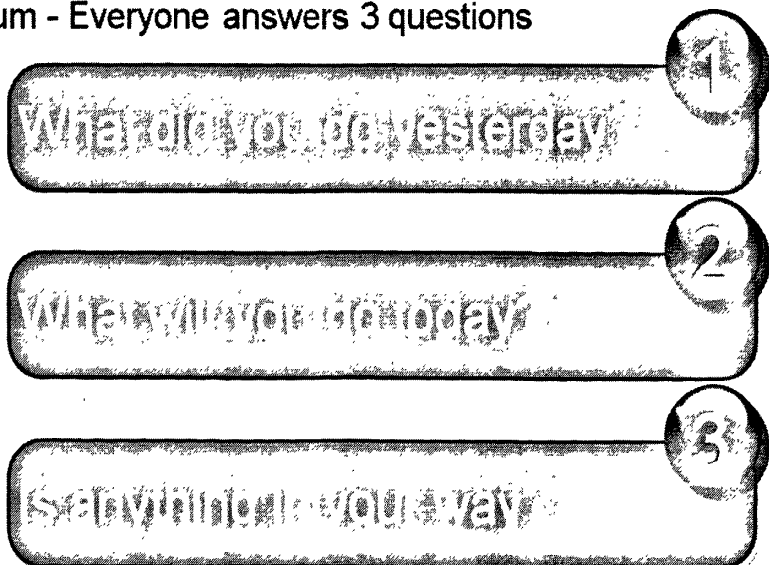 um - Everyone answers 3 questions
1
What did you do yesterday?
2
What will you do today?
3
Is anything in your way?